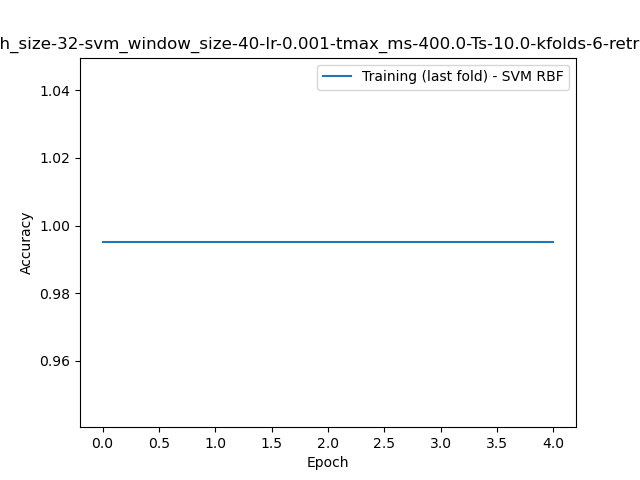 h_size-32-svm_window_size-40-lr-0.001-tmax_ms-400.0-Ts-10.0-kfolds-6-retr
Training (last fold) - SVM RBF
1.04
1.02
1.00
0.98
0.96
Accuracy
0.0 0.5 1.0 1.5 2.0 2.5 3.0 3.5 4.0
Epoch